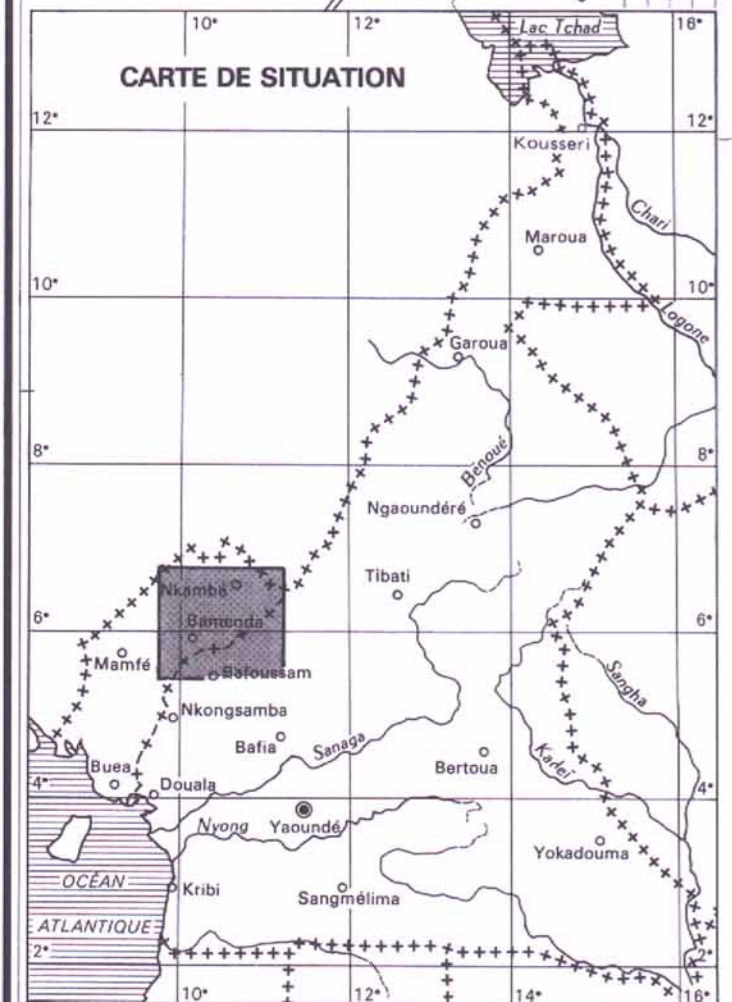 10° 12° 16°
Lac Tchad
CARTE DE SITUATION
12° 12°
Kousseri
Chari
Maroua
10° 10°
Logone
Garoua
8° 8°
Bénoué
Ngaoundéré
Nkambé
Tibati
6° 6°
Bamenda
Mamfé
Bafoussam
Sangha
Nkongsamba
Bafia
Sanaga
Buea
Bertoua
Kadeï
4° 4°
Douala
Nyong
Yaoundé
Yokadouma
OCÉAN
Kribi
Sangmélima
ATLANTIQUE
2° 2°
10° 12° 14° 16°